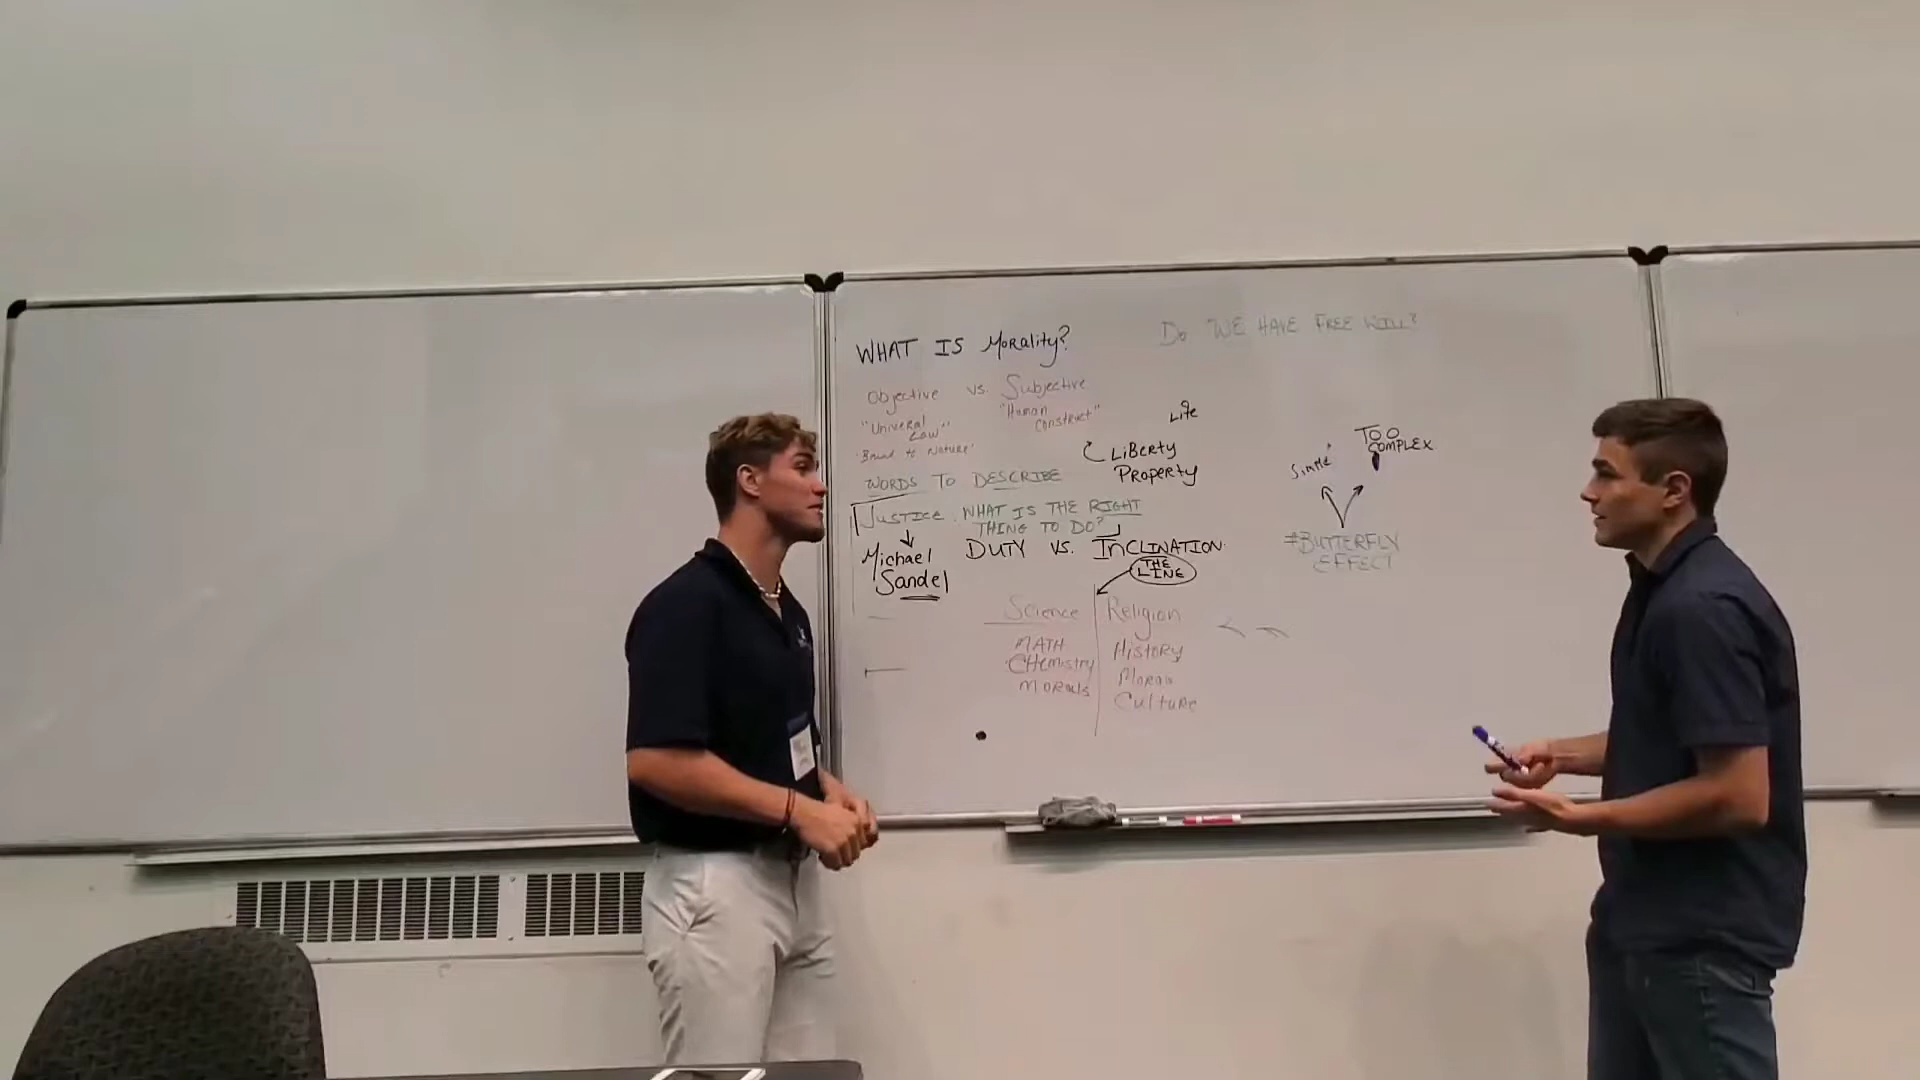 WHAT IS Morality?
Do WE HAVE FREE WILL?
Objective vs. Subjective
"Univeral Law"
"Human Construct"
"Bound to Nature"
Life
Liberty
Property
WORDS TO DESCRIBE
JUSTICE. WHAT IS THE RIGHT
THING TO DO?
Michael
Sandel
DUTY vs. INCLINATION
THE
LINE
Science
MATH
CHemistry
Morals
Religion
History
Culture
Simple
TOO
COMPLEX
#BUTTERFLY
EFFECT